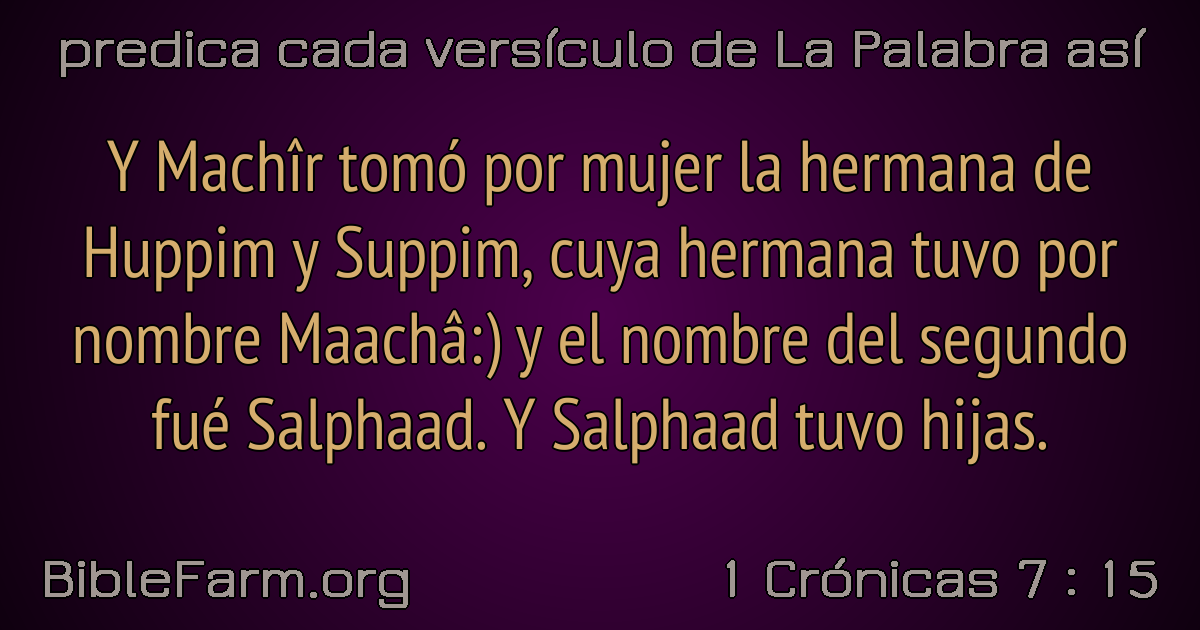 predica cada versículo de La Palabra así
Y Machîr tomó por mujer la hermana de
Huppim y Suppim, cuya hermana tuvo por
nombre Maachâ:) y el nombre del segundo
fué Salphaad. Y Salphaad tuvo hijas.
BibleFarm.org
1 Crónicas 7 : 15